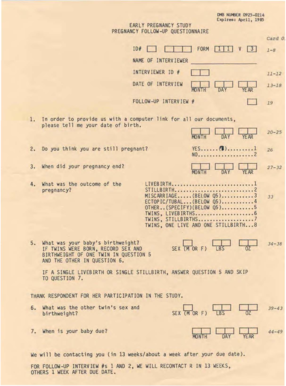 OMB NUMBER 0925-0114
Expires: April, 1990
EARLY PREGNANCY STUDY
PREGNANCY FOLLOW-UP QUESTIONNAIRE
Card 6
ID# FORM V 3 1-8
NAME OF INTERVIEWER
INTERVIEWER ID # 11-12
DATE OF INTERVIEW 13-18
MONTH DAY YEAR
FOLLOW-UP INTERVIEW # 19
1. In order to provide as with a computer link for all our documents,
please tell me your date of birth.
20-25
MONTH DAY YEAR
2. Do you think you are still pregnant? YES 1 26
NO 2
3. When did your pregnancy end? 27-32
MONTH DAY YEAR
4. What was the outcome of the LIVEBIRTH 1
pregnancy? STILLBIRTH 2
MISCARRIAGE (BELOW Q5) 3 33
ECTOPIC/TUBAL (BELOW Q5) 4
OTHER (SPECIFY)(BELOW Q5) 5
TWINS, LIVEBIRTHS 6
TWINS, STILLBIRTHS 7
TWINS, ONE LIVE AND ONE STILLBIRTH 8
5. What was your baby's birthweight? 34-38
IF TWINS WERE BORN, RECORD SEX AND SEX (M OR F) LBS OZ
BIRTHWEIGHT OF ONE TWIN IN QUESTION 5
AND THE OTHER IN QUESTION 6.
IF A SINGLE LIVEBIRTH OR SINGLE STILLBIRTH, ANSWER QUESTION 5 AND SKIP
TO QUESTION 7.
THANK RESPONDENT FOR HER PARTICIPATION IN THE STUDY.
6. What was the other twin's sex and 39-43
birthweight? SEX (M OR F) LBS OZ
7. When is your baby due? 44-49
MONTH DAY YEAR
We will be contacting you (in 13 weeks/about a week after your due date).
FOR FOLLOW-UP INTERVIEW #s 1 AND 2, WE WILL RECONTACT R IN 13 WEEKS,
OTHERS 1 WEEK AFTER DUE DATE.